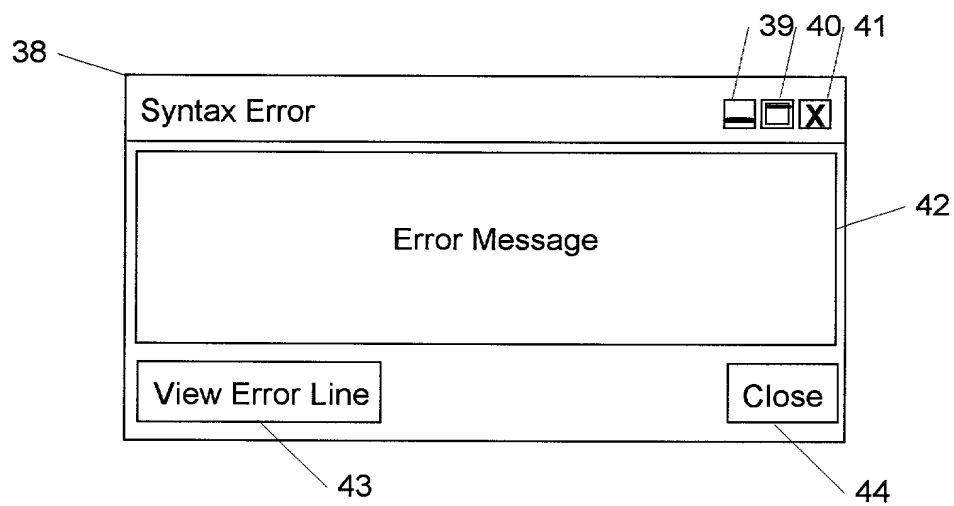 39 40 41
38
Syntax Error
X
42
Error Message
View Error Line
Close
43
44